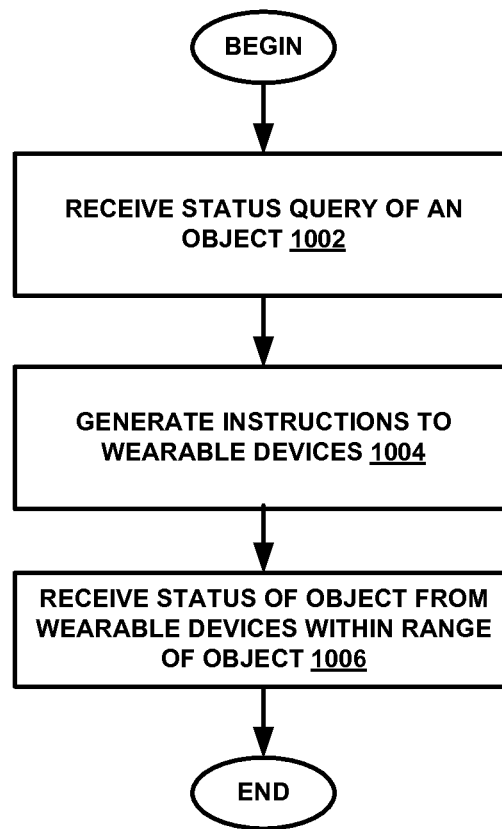 BEGIN
RECEIVE STATUS QUERY OF AN
OBJECT 1002
GENERATE INSTRUCTIONS TO
WEARABLE DEVICES 1004
RECEIVE STATUS OF OBJECT FROM
WEARABLE DEVICES WITHIN RANGE
OF OBJECT 1006
END